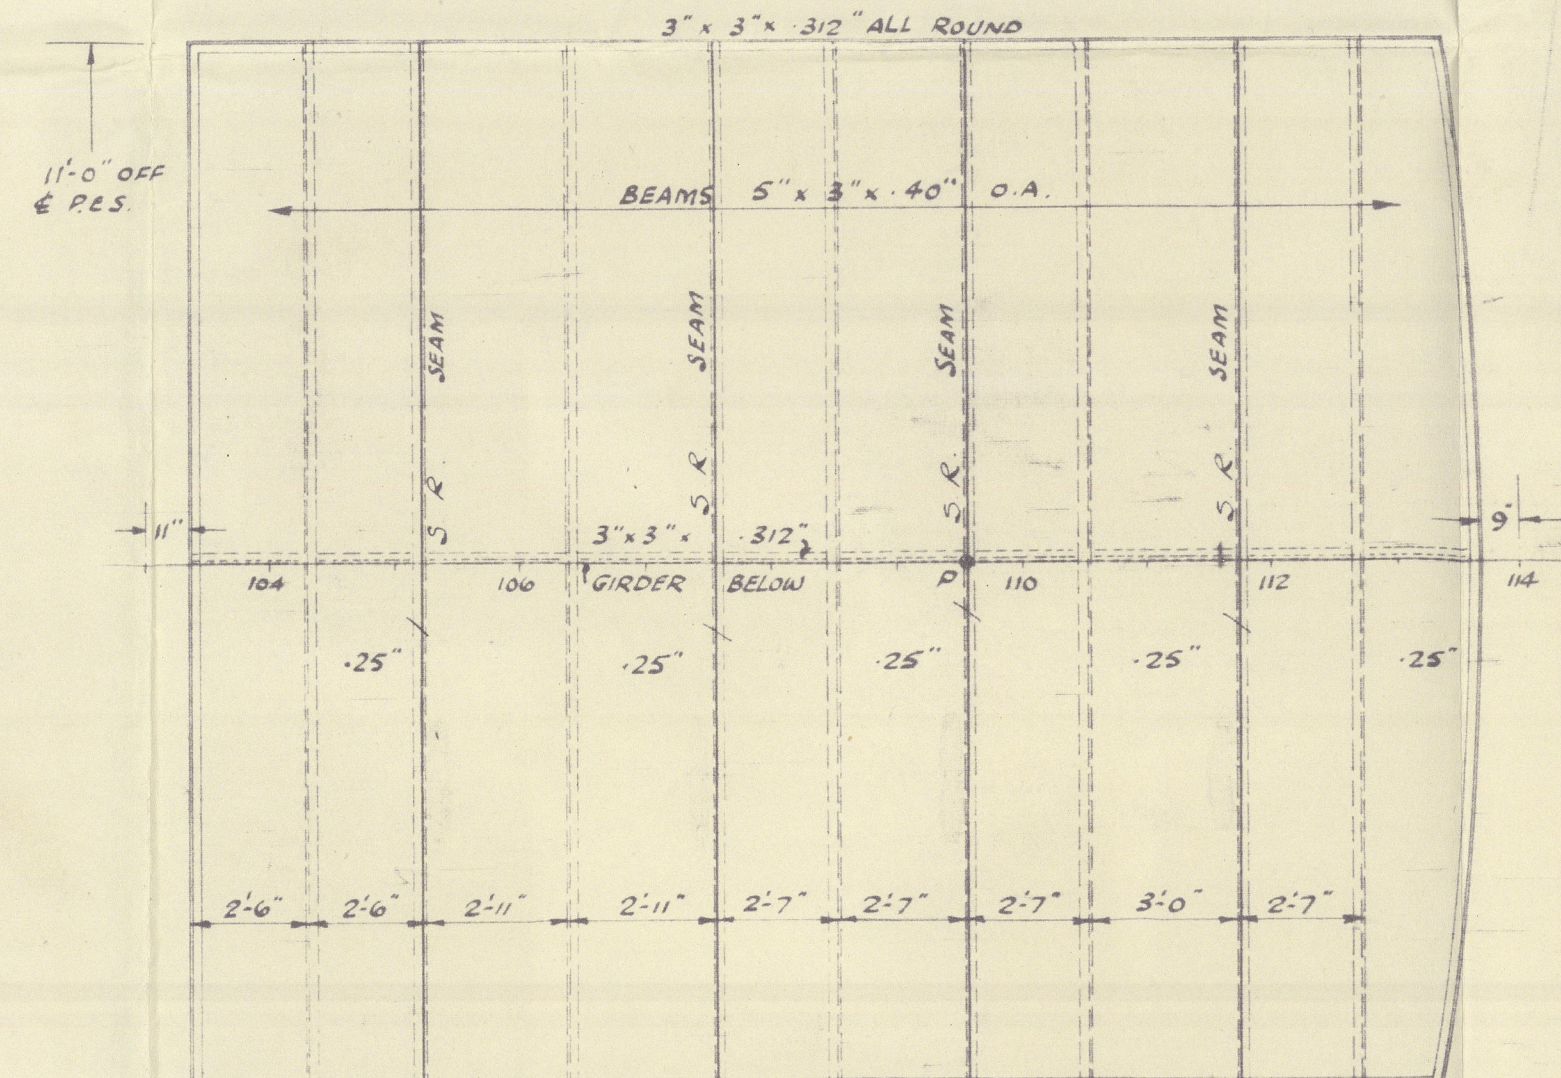 3" x 3" x .312" ALL ROUND
11'-0" OFF
℄ P.&S.
BEAMS 5" x 3" x .40" O.A.
SEAM
SEAM
SEAM
SEAM
S R.
S R
S R.
S R.
11"
3" x 3" x .312"
9"
104
106
GIRDER BELOW
P
110
112
114
.25"
.25"
.25"
.25"
.25"
2'-6"
2'-6"
2'-11"
2'-11"
2'-7"
2'-7"
2'-7"
3'-0"
2'-7"